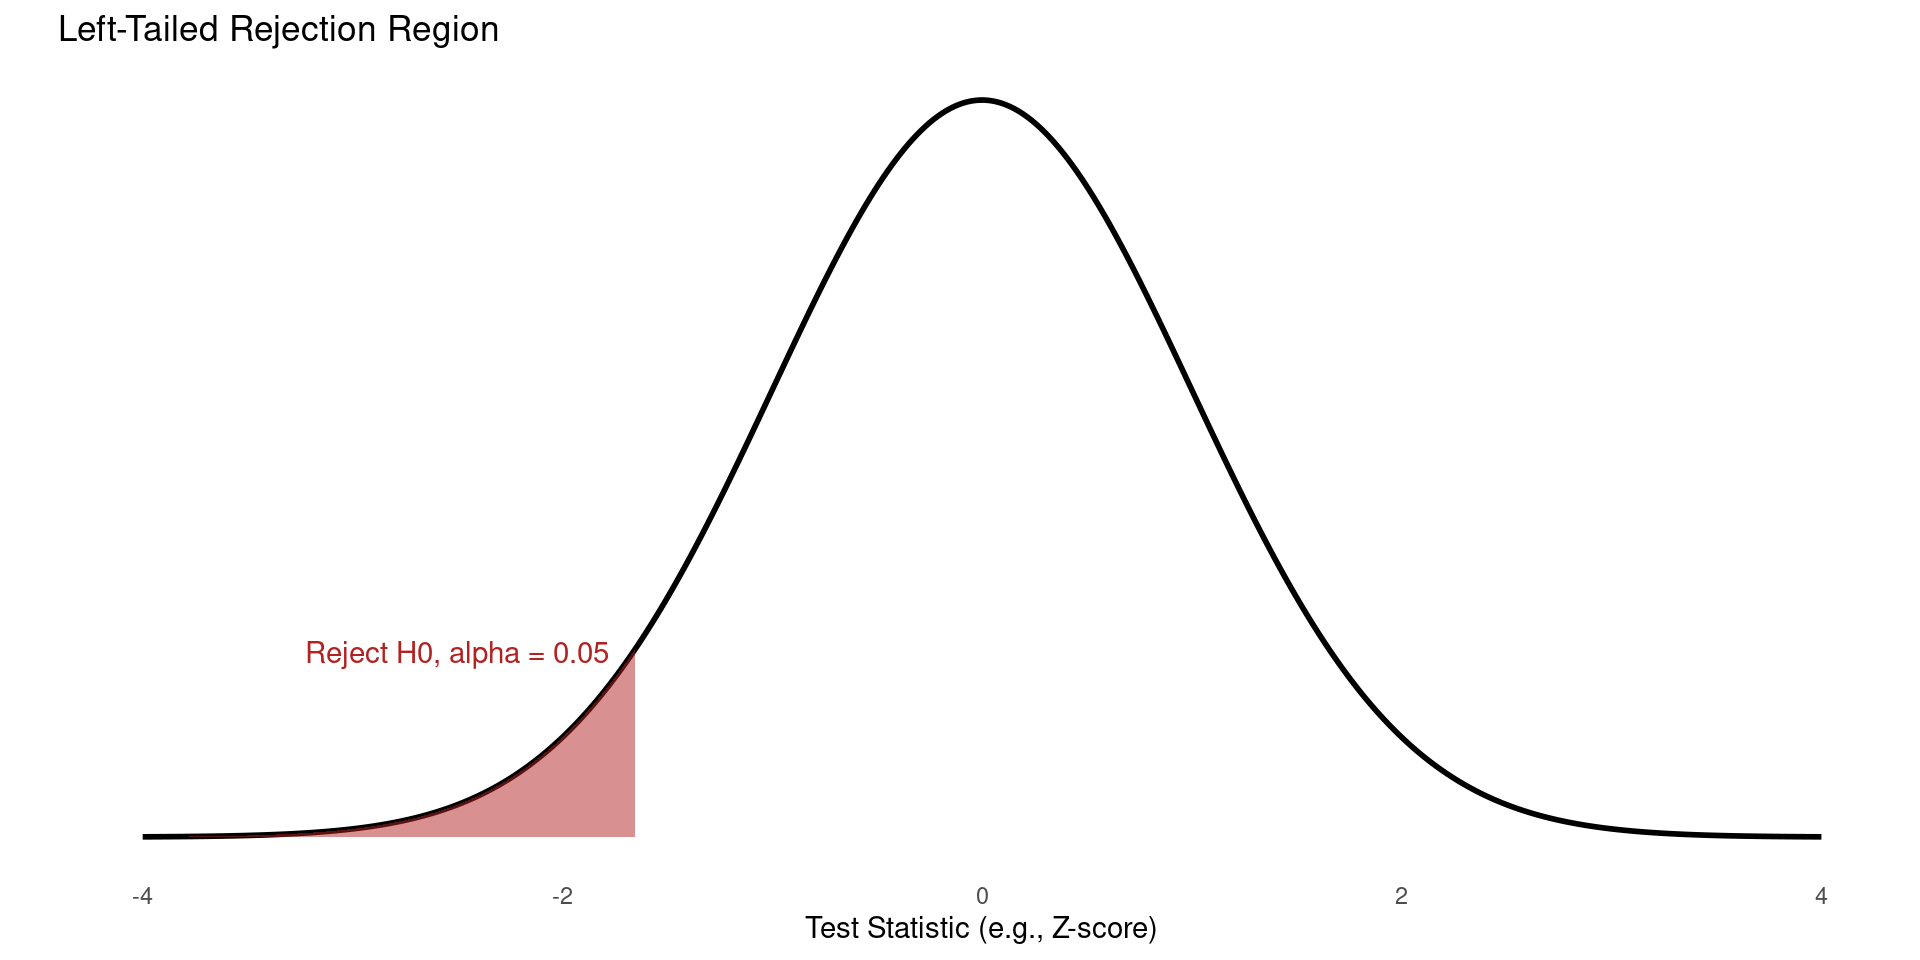 Left-Tailed Rejection Region
Reject H0, alpha = 0.05
-4 -2 0 2 4
Test Statistic (e.g., Z-score)